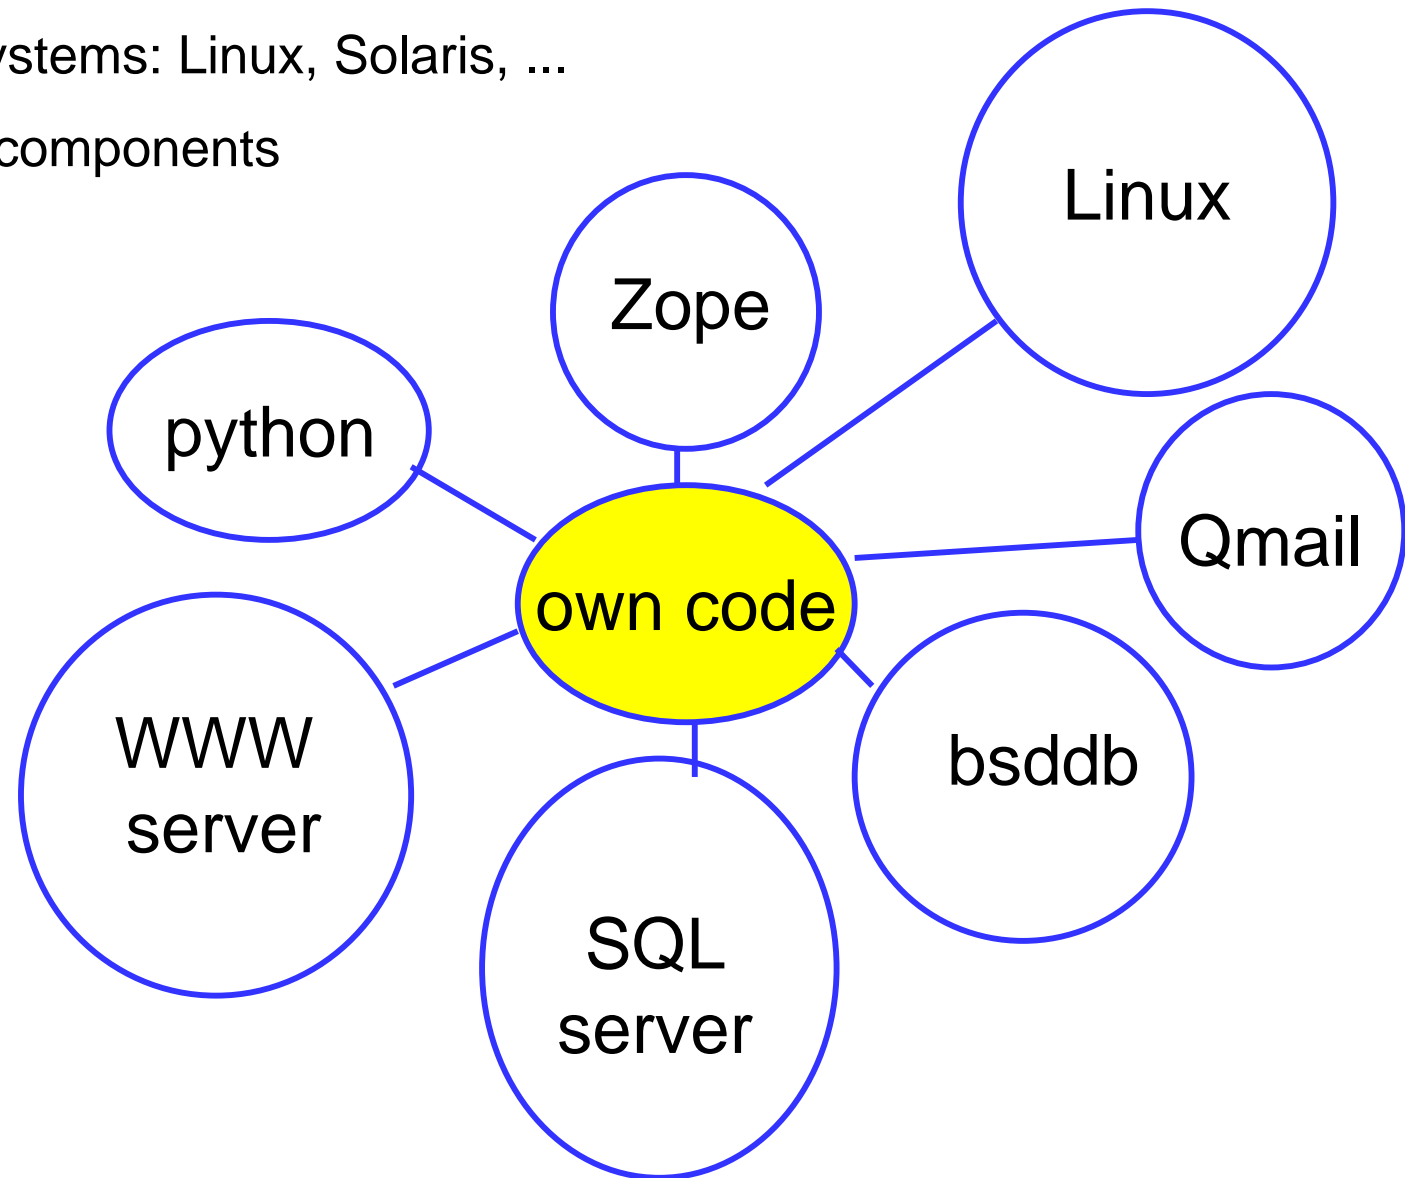 ystems: Linux, Solaris, ...
components
Linux
Zope
python
Qmail
own code
WWW
server
bsddb
SQL
server